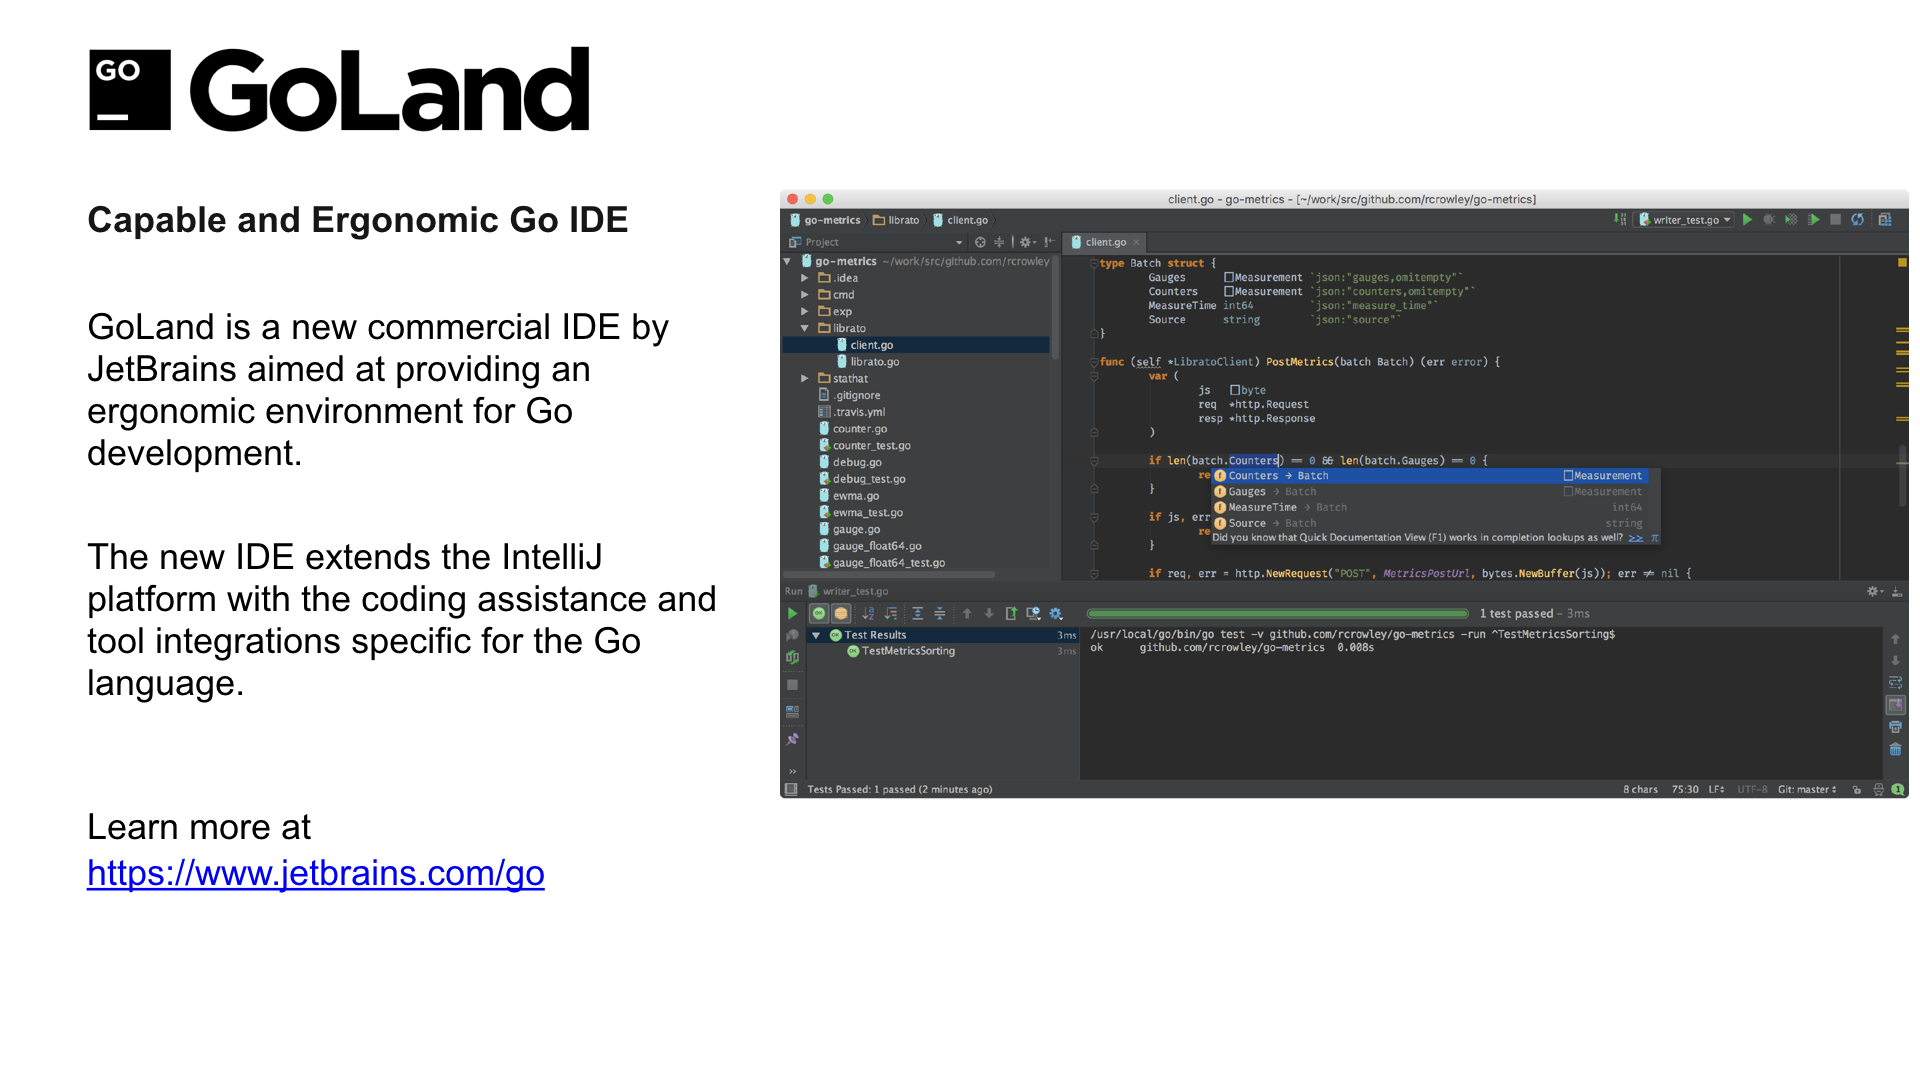 GO
GoLand
Capable and Ergonomic Go IDE
GoLand is a new commercial IDE by
JetBrains aimed at providing an
ergonomic environment for Go
development.
The new IDE extends the IntelliJ
platform with the coding assistance and
tool integrations specific for the Go
language.
Learn more at
https://www.jetbrains.com/go
client.go - go-metrics - [~/work/src/github.com/rcrowley/go-metrics]
go-metrics librato client.go
writer_test.go
Project
client.go
go-metrics ~/work/src/github.com/rcrowley
.idea
cmd
exp
librato
client.go
librato.go
stathat
.gitignore
.travis.yml
counter.go
counter_test.go
debug.go
debug_test.go
ewma.go
ewma_test.go
gauge.go
gauge_float64.go
gauge_float64_test.go
type Batch struct {
Gauges []Measurement `json:"gauges,omitempty"`
Counters []Measurement `json:"counters,omitempty"`
MeasureTime int64 `json:"measure_time"`
Source string `json:"source"`
}
func (self *LibratoClient) PostMetrics(batch Batch) (err error) {
var (
js []byte
req *http.Request
resp *http.Response
)
if len(batch.Counters) == 0 && len(batch.Gauges) == 0 {
re
Counters → Batch []Measurement
}
Gauges → Batch []Measurement
MeasureTime → Batch int64
if js, err
Source → Batch string
re
Did you know that Quick Documentation View (F1) works in completion lookups as well? >> π
}
if req, err = http.NewRequest("POST", MetricsPostUrl, bytes.NewBuffer(js)); err != nil {
Run writer_test.go
1 test passed – 3ms
Test Results 3ms
TestMetricsSorting 3ms
/usr/local/go/bin/go test -v github.com/rcrowley/go-metrics -run ^TestMetricsSorting$
ok github.com/rcrowley/go-metrics 0.008s
Tests Passed: 1 passed (2 minutes ago)
8 chars 75:30 LF UTF-8 Git: master 1